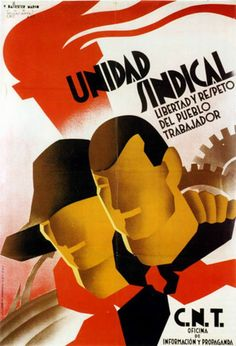 UNIDAD
SINDICAL
LIBERTAD Y RESPETO
DEL PUEBLO
TRABAJADOR
C.N.T.
OFICINA
DE
INFORMACIÓN Y PROPAGANDA